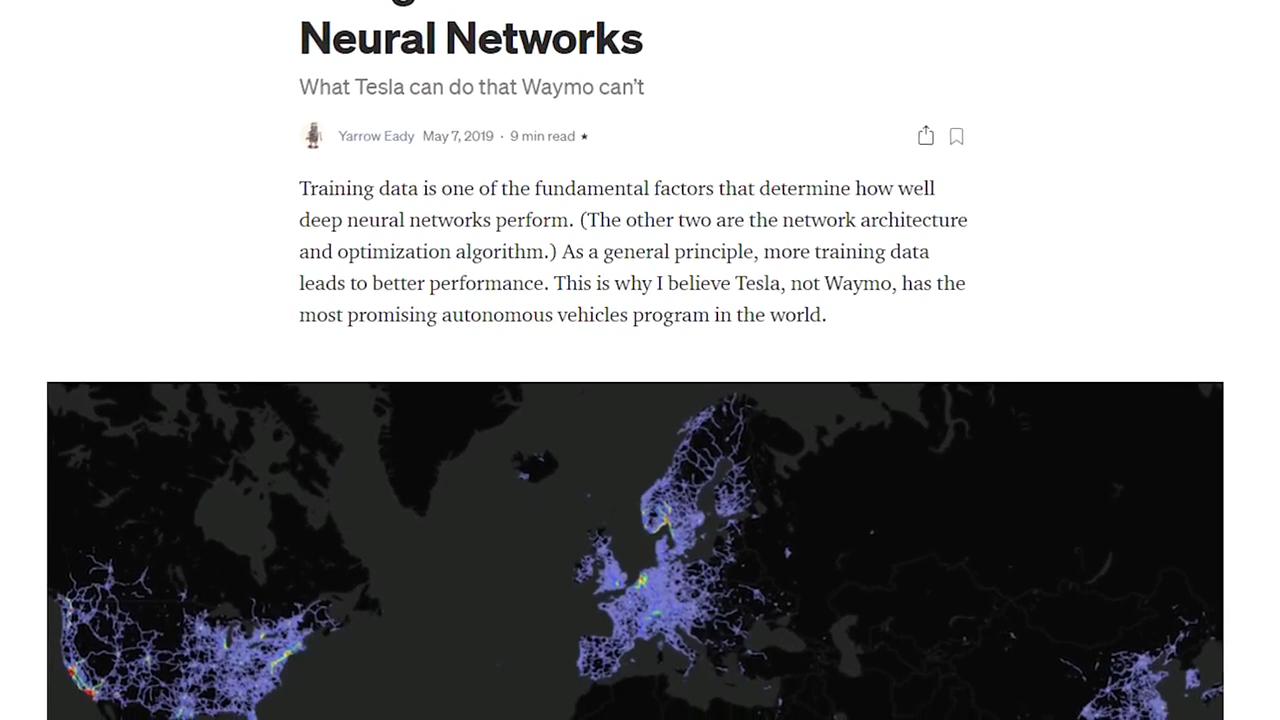 Neural Networks
What Tesla can do that Waymo can’t
Yarrow Eady May 7, 2019 · 9 min read ★
Training data is one of the fundamental factors that determine how well
deep neural networks perform. (The other two are the network architecture
and optimization algorithm.) As a general principle, more training data
leads to better performance. This is why I believe Tesla, not Waymo, has the
most promising autonomous vehicles program in the world.